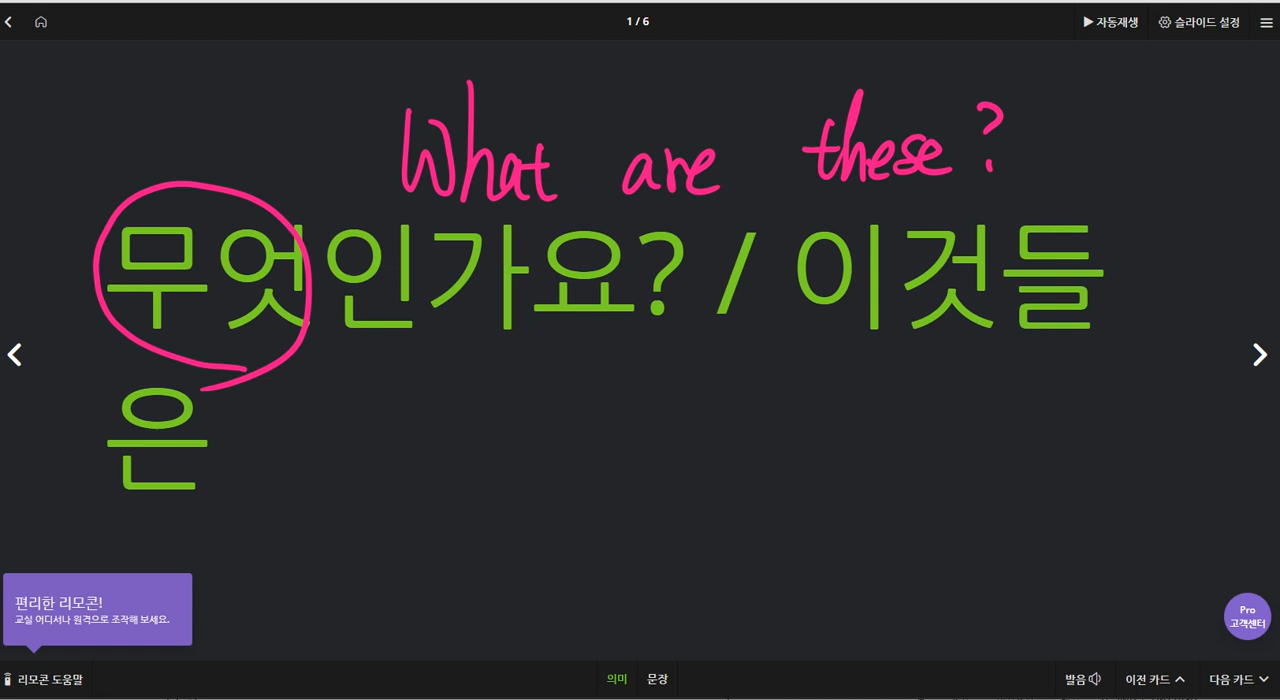 1 / 6
자동재생
슬라이드 설정
What are these?
무엇인가요? / 이것들
은
편리한 리모콘!
교실 어디서나 원격으로 조작해 보세요.
Pro
고객센터
리모콘 도움말
의미
문장
발음
이전 카드
다음 카드